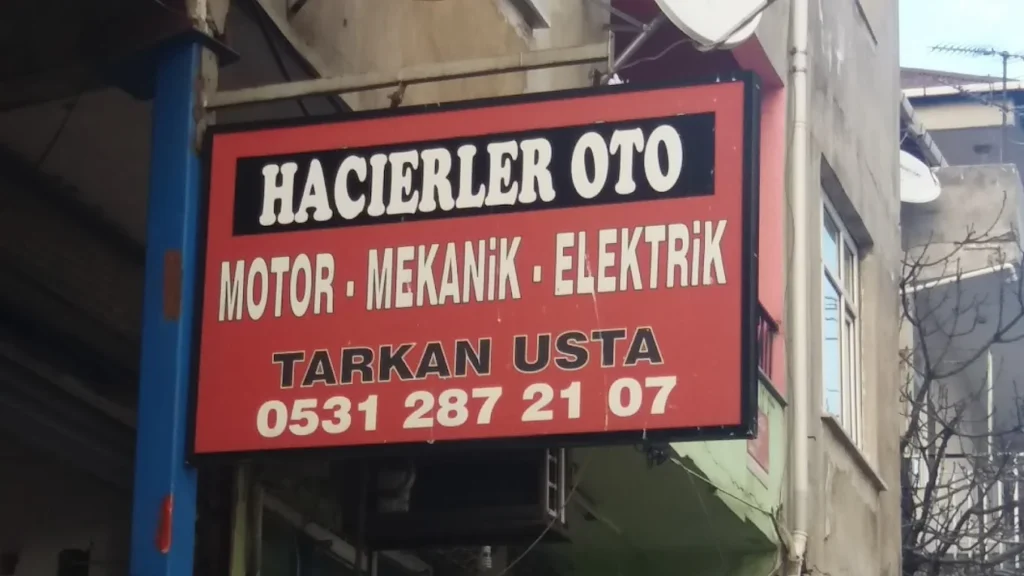 HACIERLER OTO
MOTOR · MEKANiK · ELEKTRiK
TARKAN USTA
0531 287 21 07